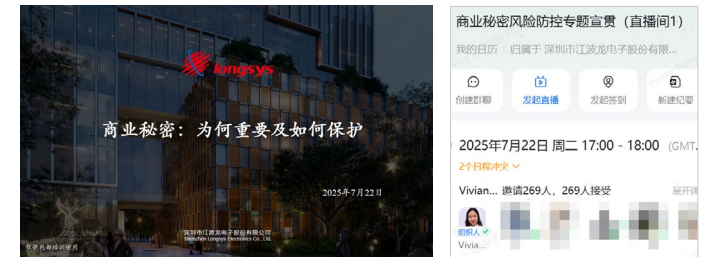 longsys
商业秘密：为何重要及如何保护
2025年7月22日
深圳市江波龙电子股份有限公司
Shenzhen Longsys Electronics Co., Ltd.
仅供内部培训使用
商业秘密风险防控专题宣贯（直播间1）
我的日历 | 归属于 深圳市江波龙电子股份有限...
创建群聊
发起直播
发起签到
新建纪要
2025年7月22日 周二 17:00 - 18:00 (GMT.
2个日程冲突
Vivian... 邀请269人，269人接受
展开详
组织人
Vivia...